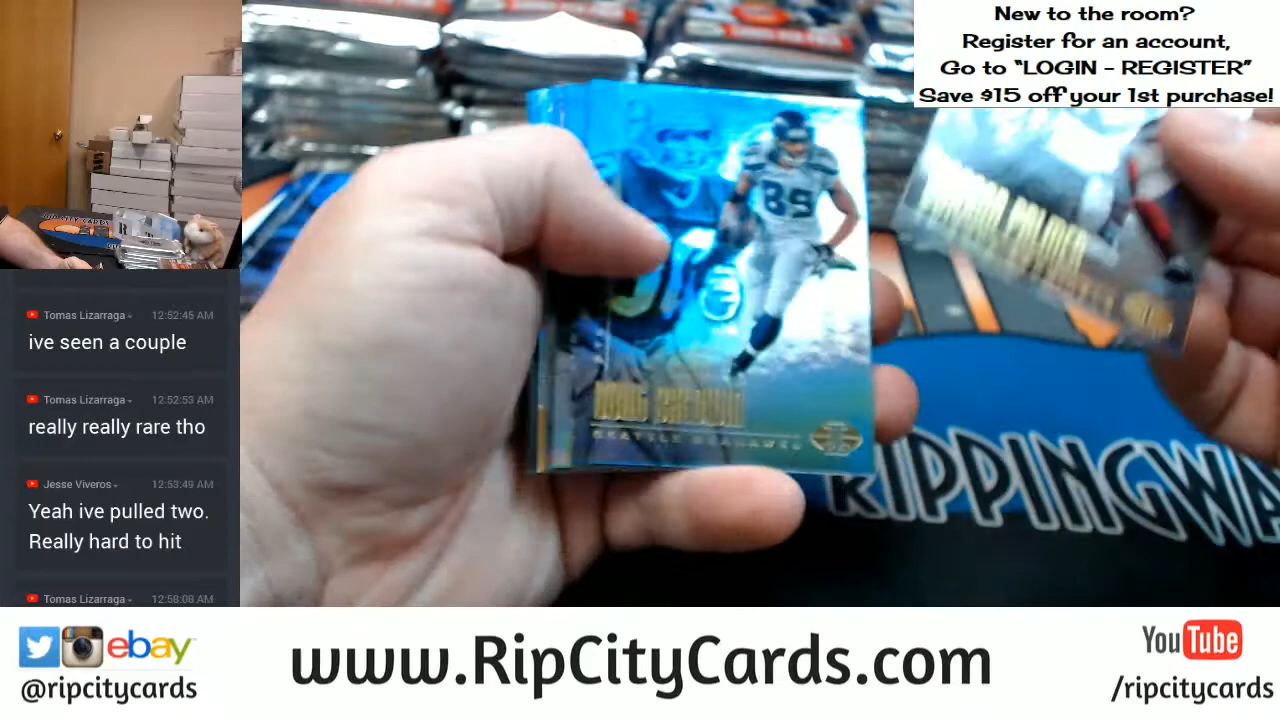 New to the room?
Register for an account,
Go to “LOGIN - REGISTER”
Save $15 off your 1st purchase!
89
SEATTLE SEAHAWKS
RIPPINGWA
Tomas Lizarraga 12:52:45 AM
ive seen a couple
Tomas Lizarraga 12:52:53 AM
really really rare tho
Jesse Viveros 12:53:49 AM
Yeah ive pulled two.
Really hard to hit
Tomas Lizarraga 12:58:08 AM
ebay
@ripcitycards
www.RipCityCards.com
YouTube
/ripcitycards